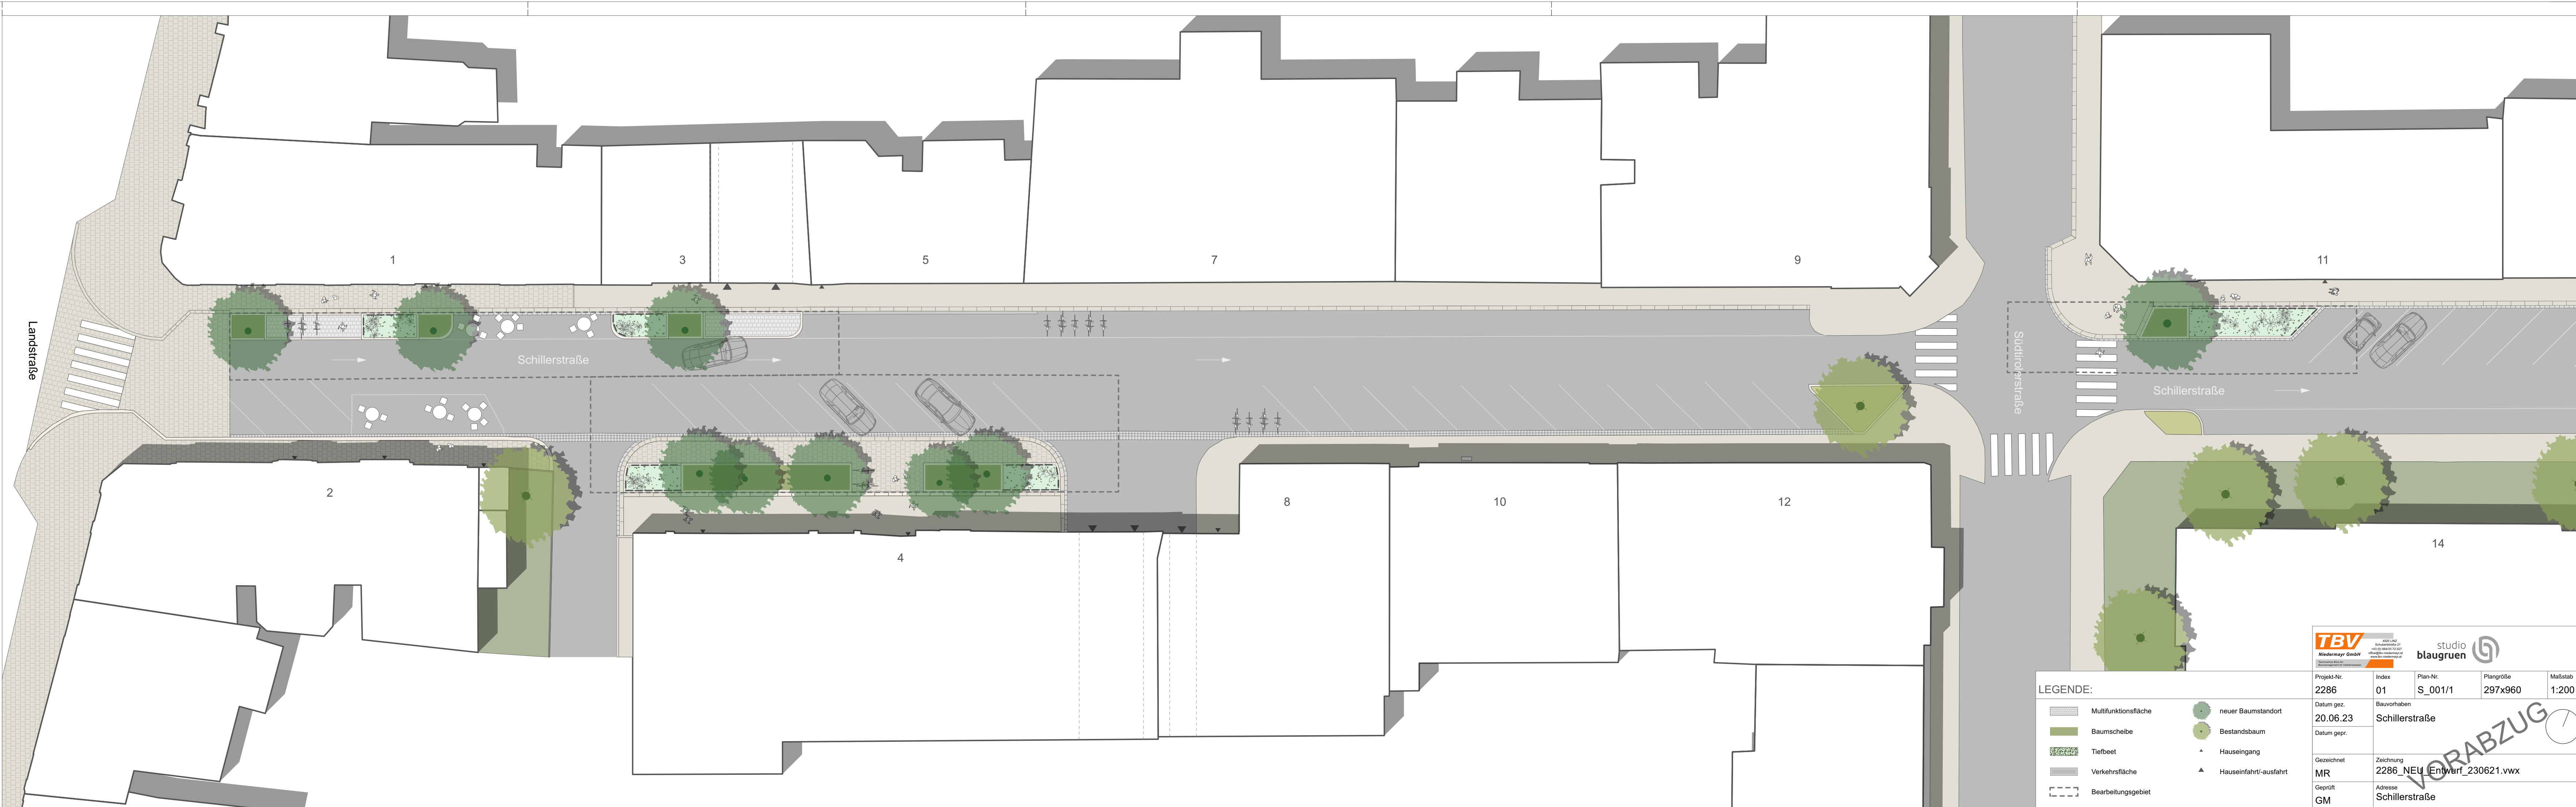 1
3
5
7
9
11
Landstraße
Schillerstraße
Südtirolerstraße
Schillerstraße
2
4
8
10
12
14
LEGENDE:
Multifunktionsfläche
Baumscheibe
Tiefbeet
Verkehrsfläche
Bearbeitungsgebiet
neuer Baumstandort
Bestandsbaum
Hauseingang
Hauseinfahrt/-ausfahrt
TBV
Niedermayr GmbH
studio
blaugruen
Projekt-Nr.
2286
Index
01
Plan-Nr.
S_001/1
Plangröße
297x960
Maßstab
1:200
Datum gez.
20.06.23
Bauvorhaben
Schillerstraße
Datum gepr.
Gezeichnet
MR
Zeichnung
2286_NEU_Entwurf_230621.vwx
Geprüft
GM
Adresse
Schillerstraße
VORABZUG